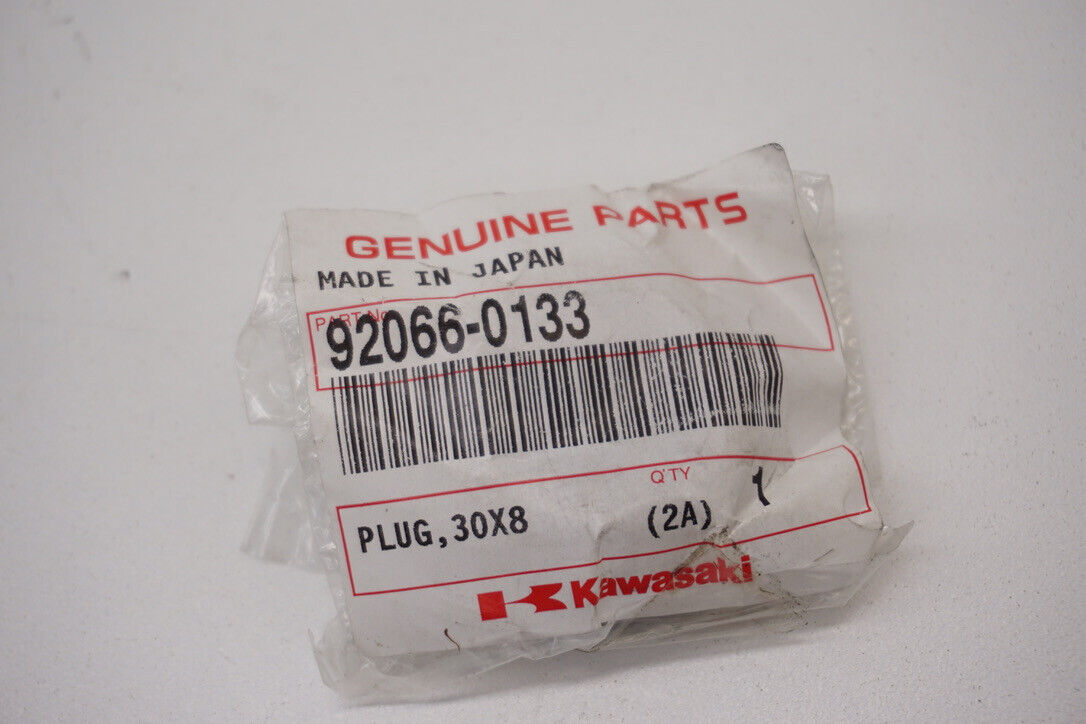 GENUINE PARTS
MADE IN JAPAN
PART No.
92066-0133
Q'TY
PLUG,30X8 (2A) 1
Kawasaki